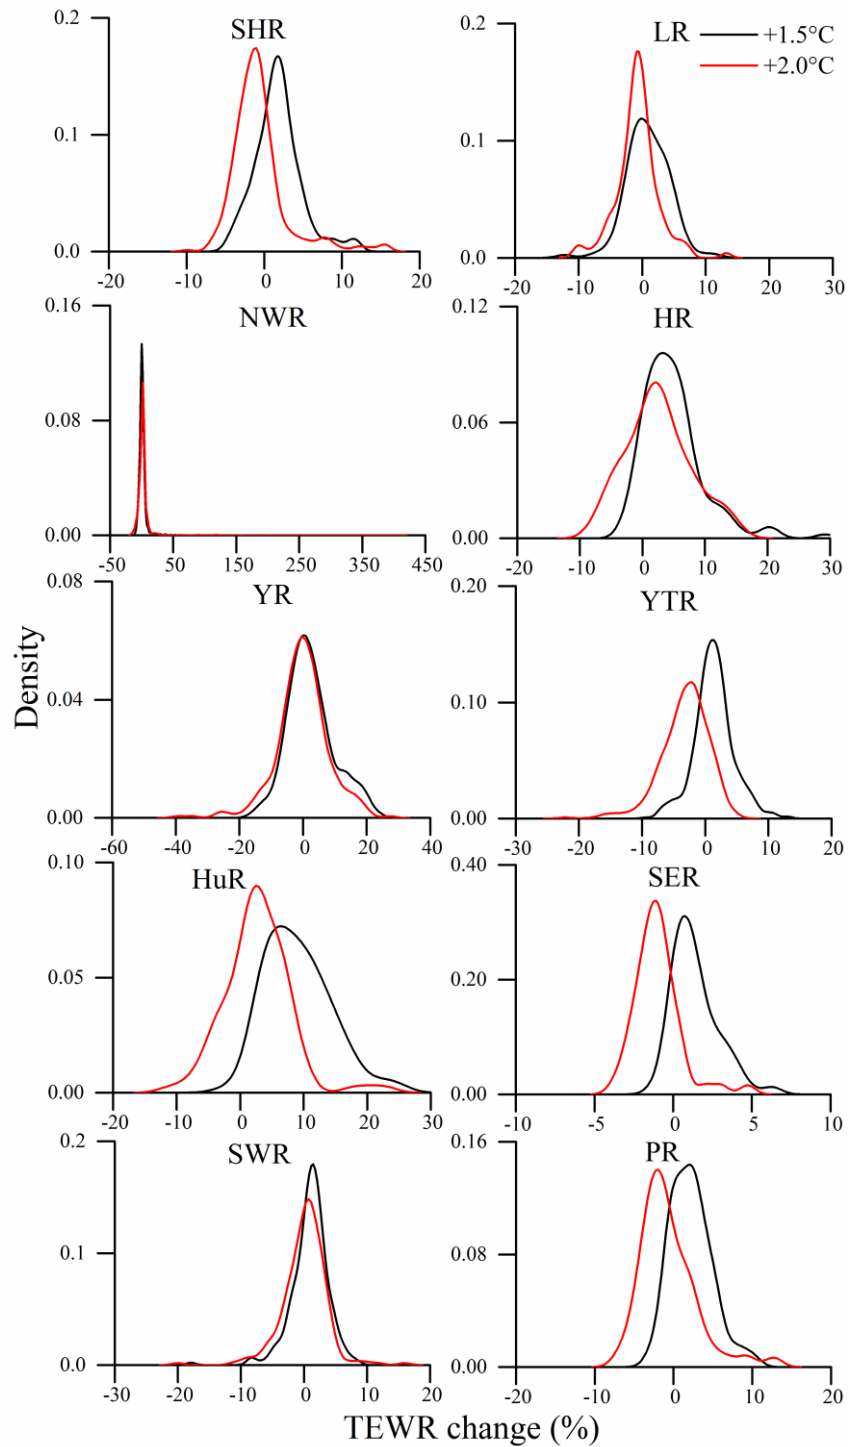 SHR
LR
+1.5°C
+2.0°C
0.2
0.1
0.0
-20 -10 0 10 20
0.2
0.1
0.0
-20 -10 0 10 20 30
NWR
HR
0.16
0.08
0.00
-50 50 150 250 350 450
0.12
0.06
0.00
-20 -10 0 10 20 30
YR
YTR
0.08
0.04
0.00
-60 -40 -20 0 20 40
0.20
0.10
0.00
-30 -20 -10 0 10 20
Density
HuR
SER
0.10
0.05
0.00
-20 -10 0 10 20 30
0.40
0.20
0.00
-10 -5 0 5 10
SWR
PR
0.2
0.1
0.0
-30 -20 -10 0 10 20
0.16
0.08
0.00
-20 -10 0 10 20
TEWR change (%)